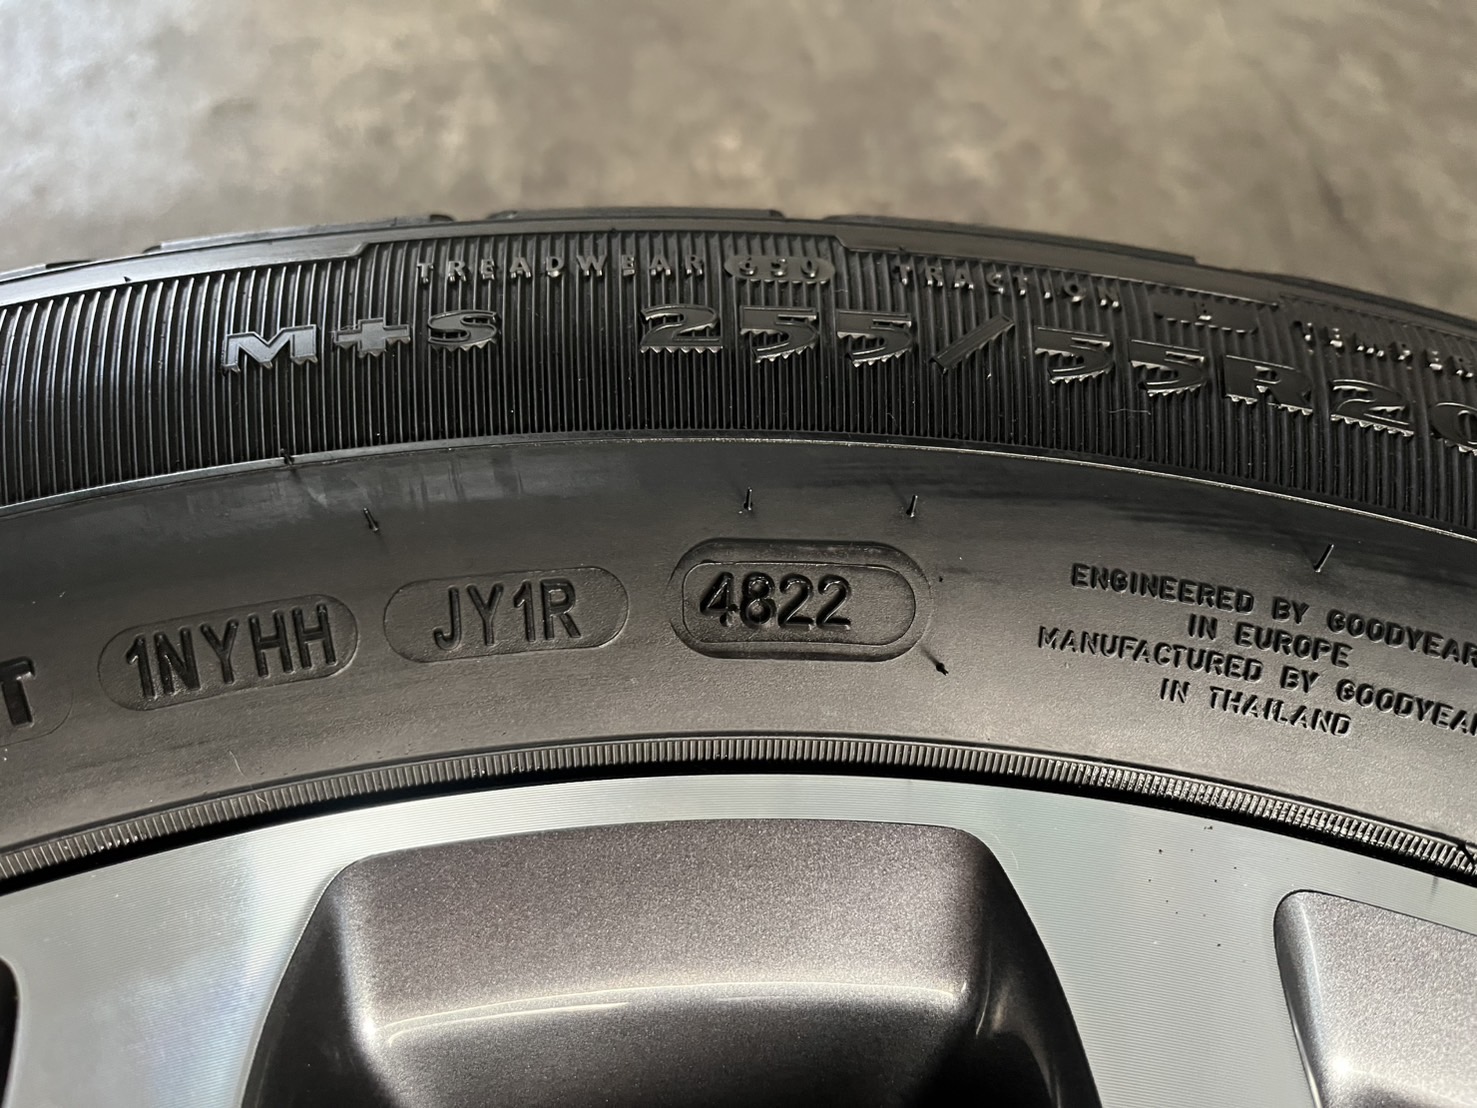 TREADWEAR TRACTION
M+S 255/55R20
T 1NYHH JY1R 4822
ENGINEERED BY GOODYEAR
IN EUROPE
MANUFACTURED BY GOODYEAR
IN THAILAND